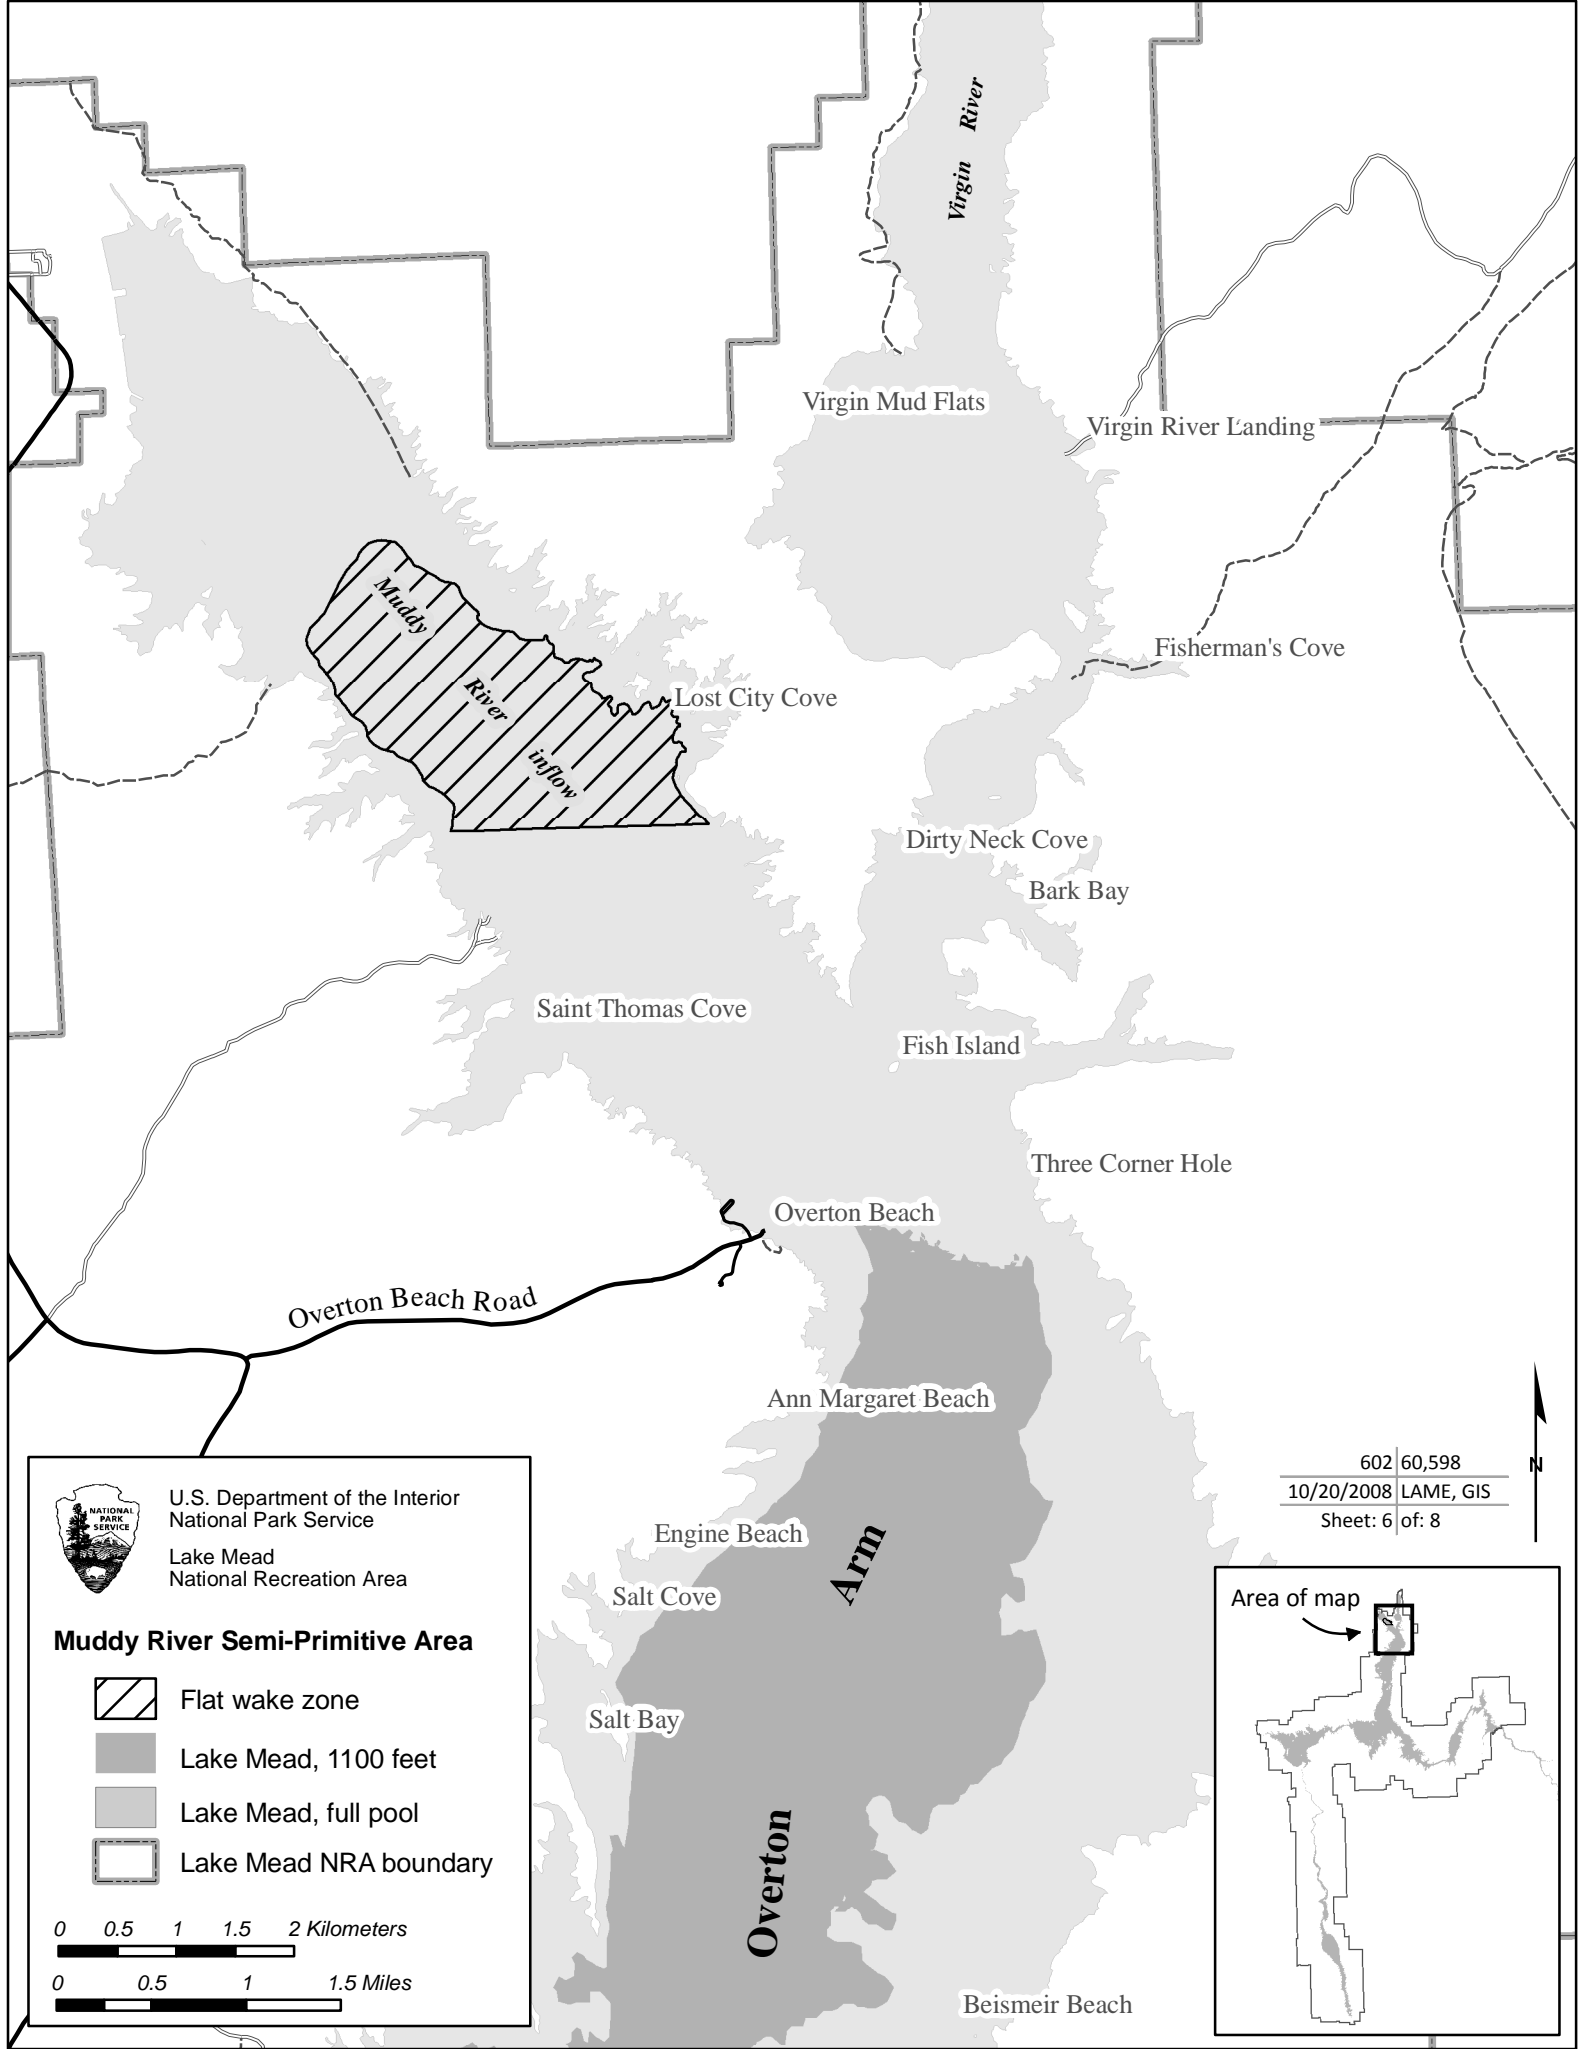 Virgin River
Virgin Mud Flats
Virgin River Landing
Muddy
River
inflow
Fisherman's Cove
Lost City Cove
Dirty Neck Cove
Bark Bay
Saint Thomas Cove
Fish Island
Three Corner Hole
Overton Beach
Overton Beach Road
Ann Margaret Beach
Engine Beach
Salt Cove
Salt Bay
Overton Arm
Beismeir Beach
602 60,598
10/20/2008 LAME, GIS
Sheet: 6 of: 8
N
Area of map
NATIONAL
PARK
SERVICE
U.S. Department of the Interior
National Park Service
Lake Mead
National Recreation Area
Muddy River Semi-Primitive Area
Flat wake zone
Lake Mead, 1100 feet
Lake Mead, full pool
Lake Mead NRA boundary
0 0.5 1 1.5 2 Kilometers
0 0.5 1 1.5 Miles